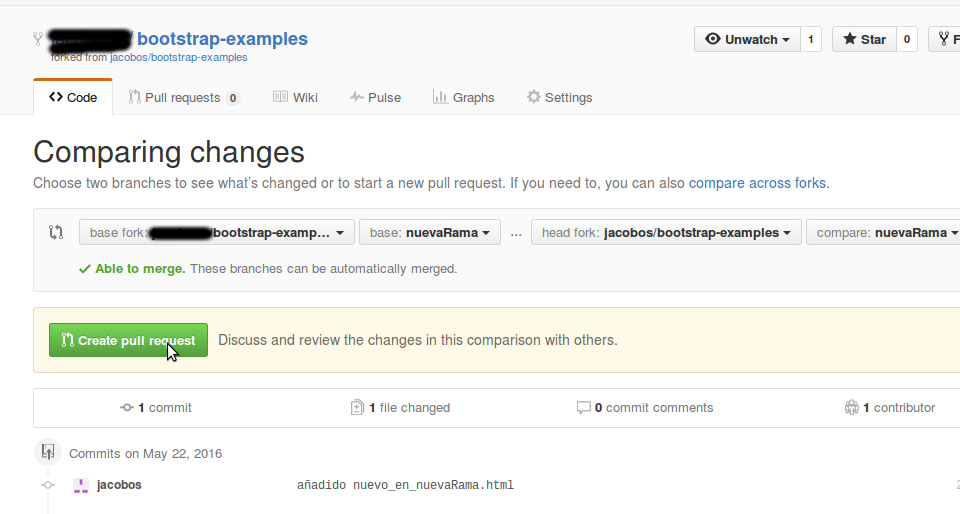 bootstrap-examples
forked from jacobos/bootstrap-examples
Unwatch 1 Star 0 F
Code Pull requests 0 Wiki Pulse Graphs Settings
Comparing changes
Choose two branches to see what's changed or to start a new pull request. If you need to, you can also compare across forks.
base fork: /bootstrap-examp... base: nuevaRama ... head fork: jacobos/bootstrap-examples compare: nuevaRama
Able to merge. These branches can be automatically merged.
Create pull request Discuss and review the changes in this comparison with others.
1 commit 1 file changed 0 commit comments 1 contributor
Commits on May 22, 2016
jacobos añadido nuevo_en_nuevaRama.html